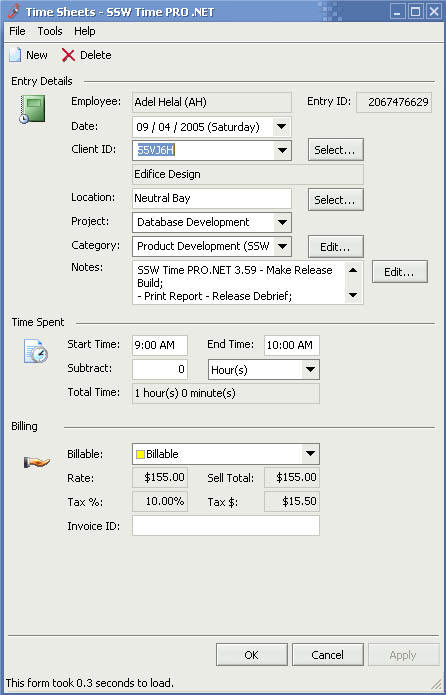 Time Sheets - SSW Time PRO .NET
File Tools Help
New Delete
Entry Details
Employee: Adel Helal (AH) Entry ID: 2067476629
Date: 09 / 04 / 2005 (Saturday)
Client ID: 55VJ6H Select...
Edifice Design
Location: Neutral Bay Select...
Project: Database Development
Category: Product Development (SSW Edit...
Notes: SSW Time PRO.NET 3.59 - Make Release Edit...
Build;
- Print Report - Release Debrief;
Time Spent
Start Time: 9:00 AM End Time: 10:00 AM
Subtract: 0 Hour(s)
Total Time: 1 hour(s) 0 minute(s)
Billing
Billable: Billable
Rate: $155.00 Sell Total: $155.00
Tax %: 10.00% Tax $: $15.50
Invoice ID:
OK Cancel Apply
This form took 0.3 seconds to load.